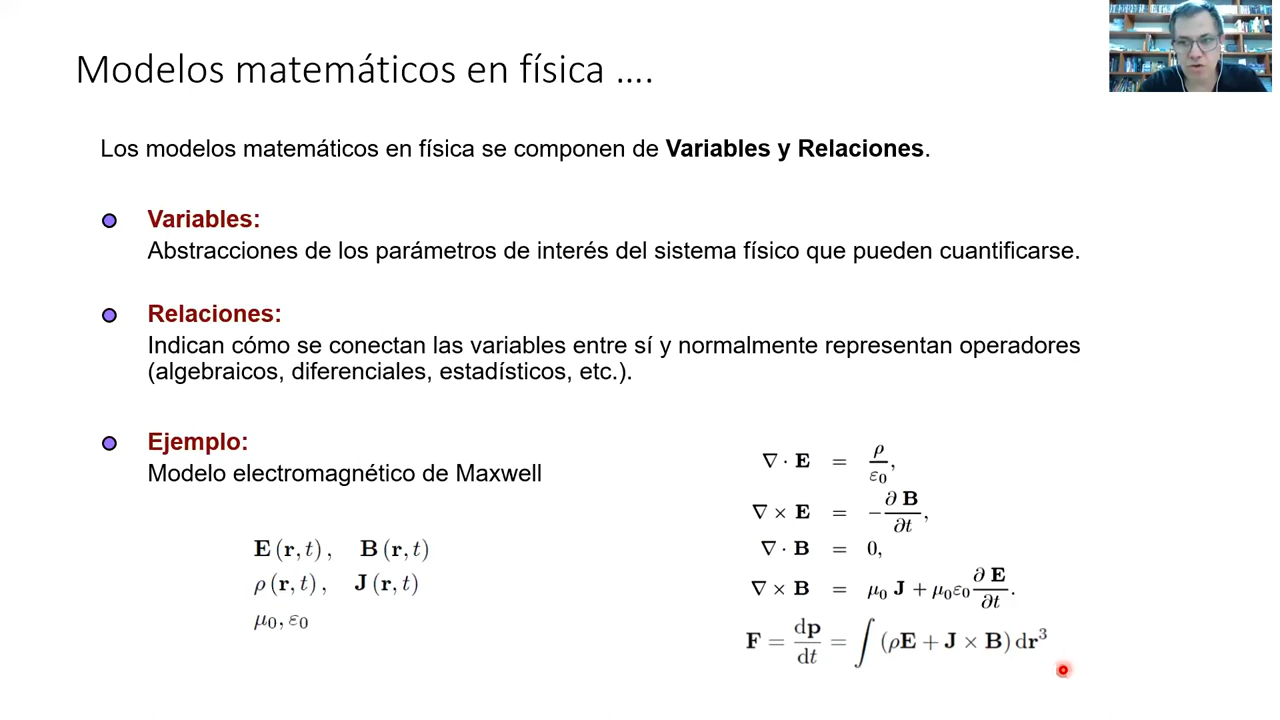 Modelos matemáticos en física ….
Los modelos matemáticos en física se componen de Variables y Relaciones.
Variables:
Abstracciones de los parámetros de interés del sistema físico que pueden cuantificarse.
Relaciones:
Indican cómo se conectan las variables entre sí y normalmente representan operadores
(algebraicos, diferenciales, estadísticos, etc.).
Ejemplo:
Modelo electromagnético de Maxwell
E (r, t) , B (r, t)
ρ (r, t) , J (r, t)
μ₀, ε₀
∇ · E = ρ/ε₀,
∇ × E = −∂ B/∂t,
∇ · B = 0,
∇ × B = μ₀ J + μ₀ε₀ ∂ E/∂t.
F = dp/dt = ∫ (ρE + J × B) dr³